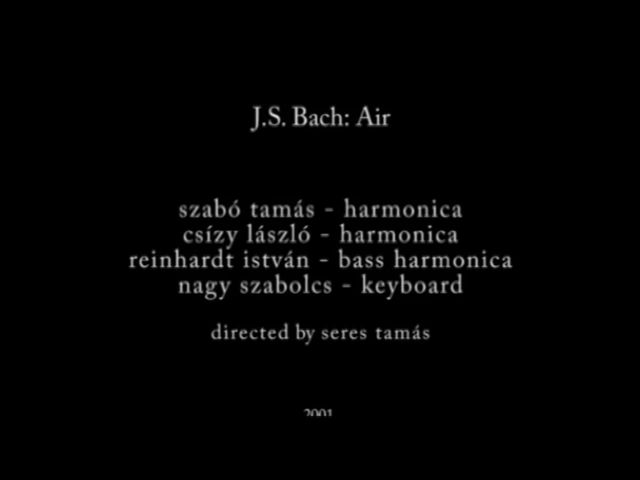 J.S. Bach: Air
szabó tamás - harmonica
csízy lászló - harmonica
reinhardt istván - bass harmonica
nagy szabolcs - keyboard
directed by seres tamás
2001